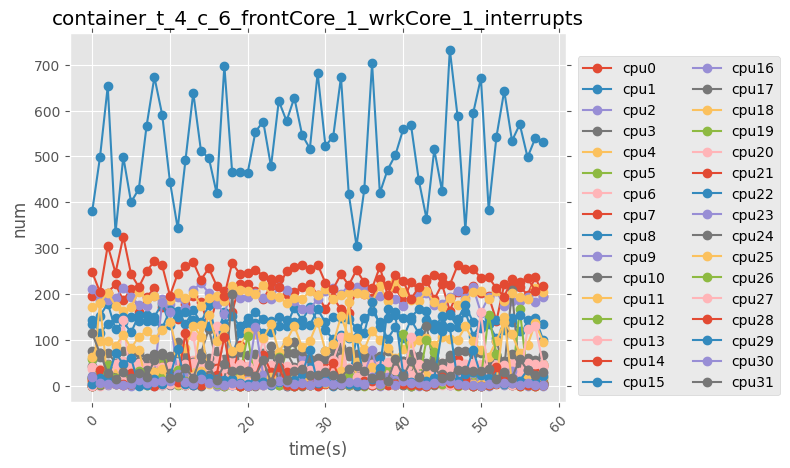 container_t_4_c_6_frontCore_1_wrkCore_1_interrupts
num
700
600
500
400
300
200
100
0
0
10
20
30
40
50
60
time(s)
cpu0
cpu1
cpu2
cpu3
cpu4
cpu5
cpu6
cpu7
cpu8
cpu9
cpu10
cpu11
cpu12
cpu13
cpu14
cpu15
cpu16
cpu17
cpu18
cpu19
cpu20
cpu21
cpu22
cpu23
cpu24
cpu25
cpu26
cpu27
cpu28
cpu29
cpu30
cpu31